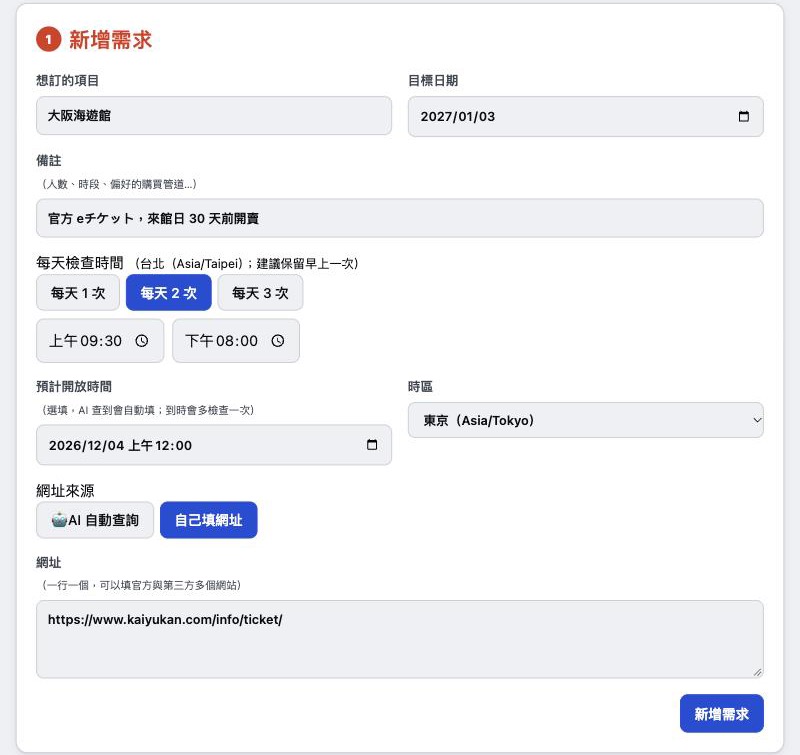 1 新增需求
想訂的項目
目標日期
大阪海遊館
2027/01/03
備註
（人數、時段、偏好的購買管道…）
官方 eチケット，來館日 30 天前開賣
每天檢查時間 （台北（Asia/Taipei）；建議保留早上一次）
每天 1 次 每天 2 次 每天 3 次
上午09:30 下午08:00
預計開放時間
時區
（選填，AI 查到會自動填；到時會多檢查一次）
東京（Asia/Tokyo）
2026/12/04 上午12:00
網址來源
AI 自動查詢 自己填網址
網址
（一行一個，可以填官方與第三方多個網站）
https://www.kaiyukan.com/info/ticket/
新增需求